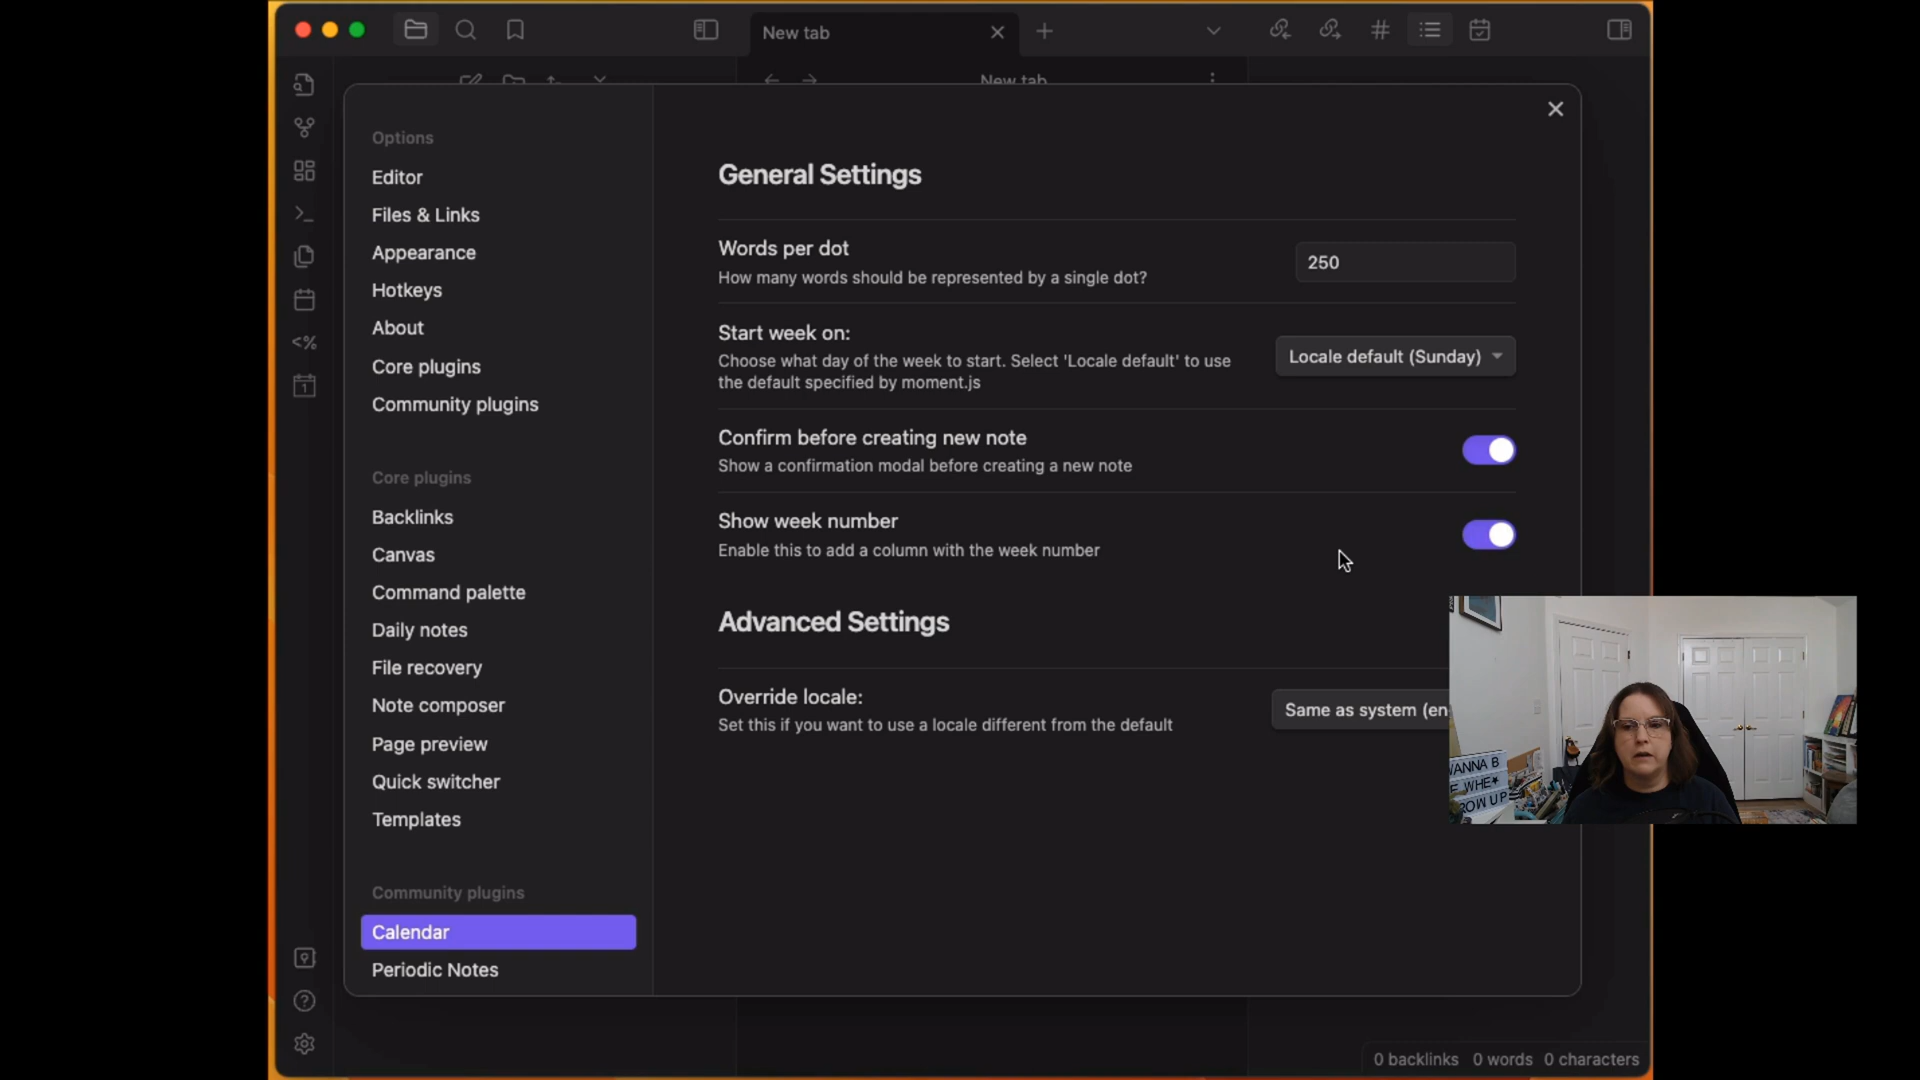 New tab
New tab
Options
Editor
Files & Links
Appearance
Hotkeys
About
Core plugins
Community plugins
Core plugins
Backlinks
Canvas
Command palette
Daily notes
File recovery
Note composer
Page preview
Quick switcher
Templates
Community plugins
Calendar
Periodic Notes
General Settings
Words per dot
How many words should be represented by a single dot?
250
Start week on:
Choose what day of the week to start. Select 'Locale default' to use
the default specified by moment.js
Locale default (Sunday)
Confirm before creating new note
Show a confirmation modal before creating a new note
Show week number
Enable this to add a column with the week number
Advanced Settings
Override locale:
Set this if you want to use a locale different from the default
Same as system (en-
WANNA B
E WHE★
ROW UP
0 backlinks 0 words 0 characters